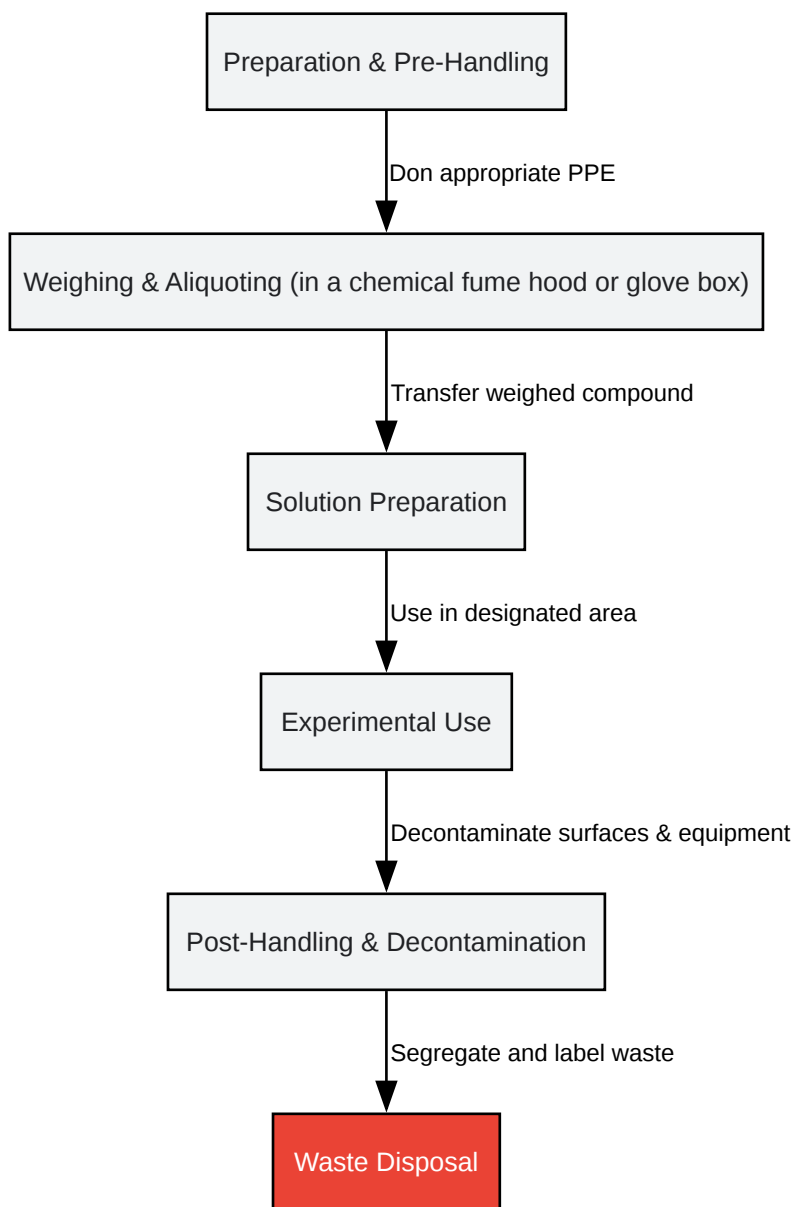 Preparation & Pre-Handling
Don appropriate PPE
Weighing & Aliquoting (in a chemical fume hood or glove box)
Transfer weighed compound
Solution Preparation
Use in designated area
Experimental Use
Decontaminate surfaces & equipment
Post-Handling & Decontamination
Segregate and label waste
Waste Disposal